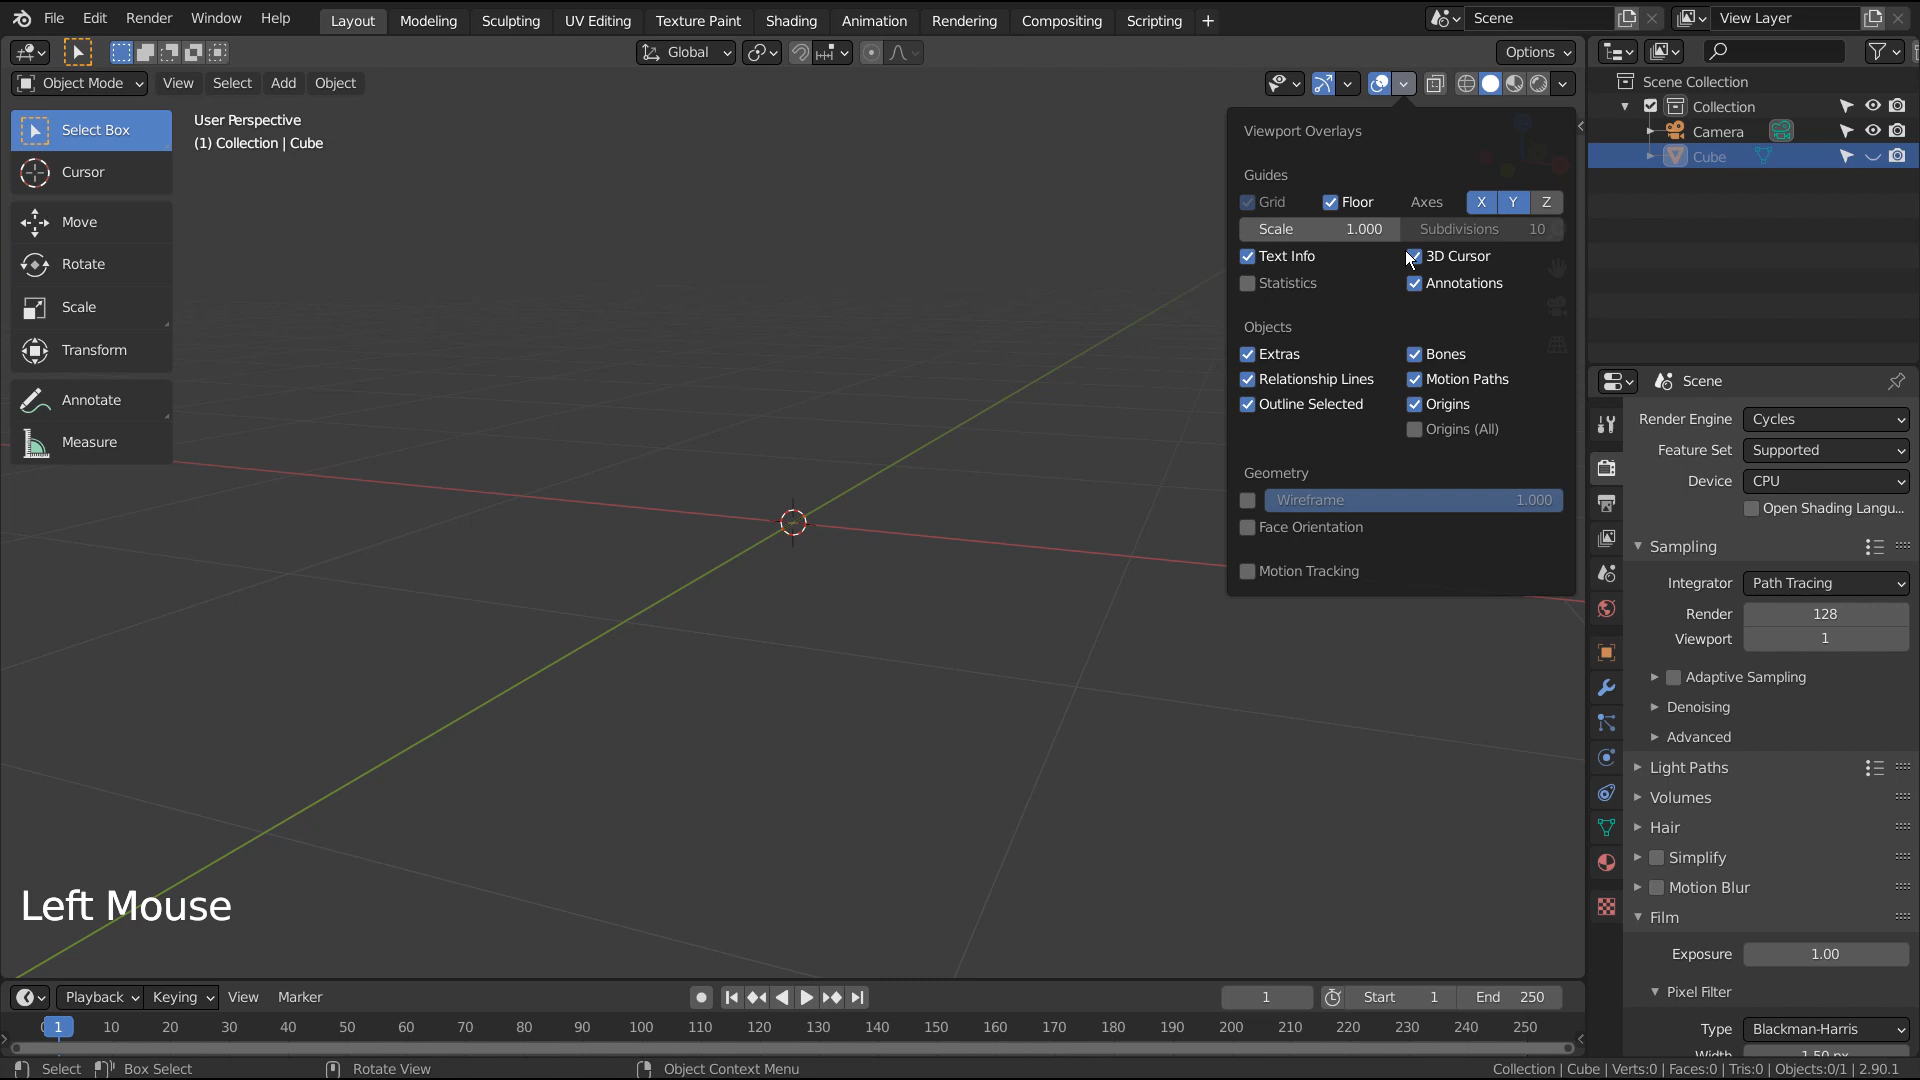 File Edit Render Window Help
Layout Modeling Sculpting UV Editing Texture Paint Shading Animation Rendering Compositing Scripting +
Scene
View Layer
Global
Options
Object Mode View Select Add Object
Scene Collection
Collection
Camera
Cube
Select Box
Cursor
Move
Rotate
Scale
Transform
Annotate
Measure
User Perspective
(1) Collection | Cube
Viewport Overlays
Guides
Grid Floor Axes X Y Z
Scale 1.000 Subdivisions 10
Text Info 3D Cursor
Statistics Annotations
Objects
Extras Bones
Relationship Lines Motion Paths
Outline Selected Origins
Origins (All)
Geometry
Wireframe 1.000
Face Orientation
Motion Tracking
Scene
Render Engine Cycles
Feature Set Supported
Device CPU
Open Shading Langu...
Sampling
Integrator Path Tracing
Render 128
Viewport 1
Adaptive Sampling
Denoising
Advanced
Light Paths
Volumes
Hair
Simplify
Motion Blur
Film
Exposure 1.00
Pixel Filter
Type Blackman-Harris
Width 1.50 px
Left Mouse
Playback Keying View Marker
1 Start 1 End 250
1 10 20 30 40 50 60 70 80 90 100 110 120 130 140 150 160 170 180 190 200 210 220 230 240 250
Select Box Select Rotate View Object Context Menu
Collection | Cube | Verts:0 | Faces:0 | Tris:0 | Objects:0/1 | 2.90.1